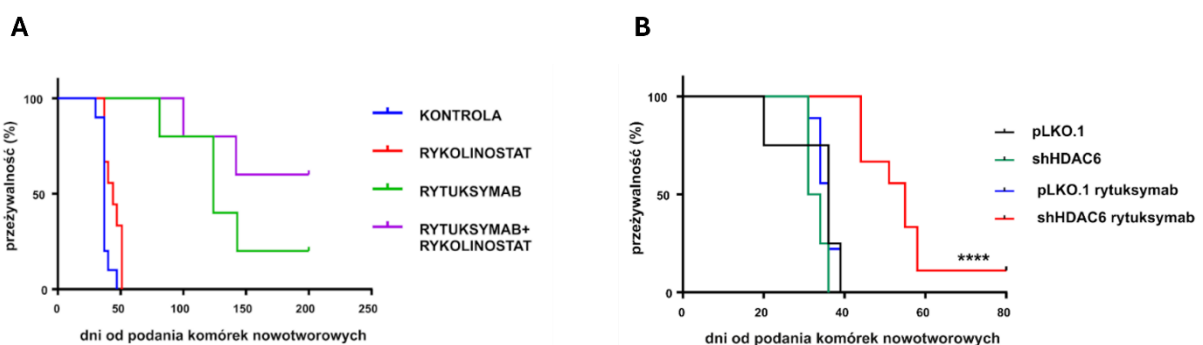 A
przeżywalność (%)
100
50
0
0
50
100
150
200
250
dni od podania komórek nowotworowych
KONTROLA
RYKOLINOSTAT
RYTUKSYMAB
RYTUKSYMAB+
RYKOLINOSTAT
B
przeżywalność (%)
100
50
0
0
20
40
60
80
dni od podania komórek nowotworowych
****
pLKO.1
shHDAC6
pLKO.1 rytuksymab
shHDAC6 rytuksymab